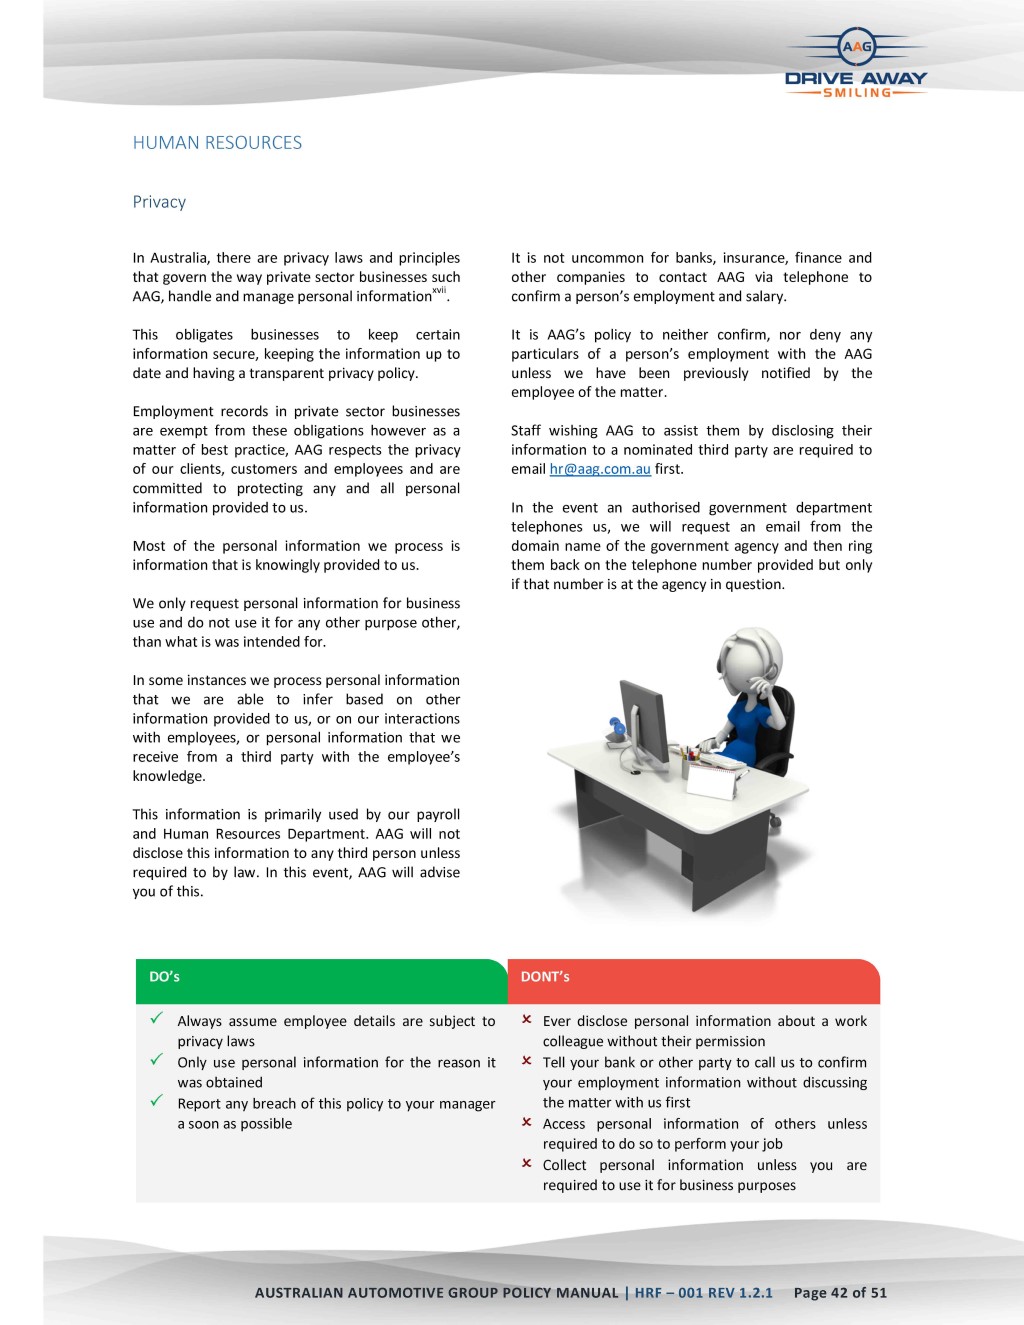 AAG
DRIVE AWAY
SMILING
HUMAN RESOURCES
Privacy
In Australia, there are privacy laws and principles
that govern the way private sector businesses such
AAG, handle and manage personal informationxvii.
This obligates businesses to keep certain
information secure, keeping the information up to
date and having a transparent privacy policy.
Employment records in private sector businesses
are exempt from these obligations however as a
matter of best practice, AAG respects the privacy
of our clients, customers and employees and are
committed to protecting any and all personal
information provided to us.
Most of the personal information we process is
information that is knowingly provided to us.
We only request personal information for business
use and do not use it for any other purpose other,
than what is was intended for.
In some instances we process personal information
that we are able to infer based on other
information provided to us, or on our interactions
with employees, or personal information that we
receive from a third party with the employee's
knowledge.
This information is primarily used by our payroll
and Human Resources Department. AAG will not
disclose this information to any third person unless
required to by law. In this event, AAG will advise
you of this.
It is not uncommon for banks, insurance, finance and
other companies to contact AAG via telephone to
confirm a person's employment and salary.
It is AAG's policy to neither confirm, nor deny any
particulars of a person's employment with the AAG
unless we have been previously notified by the
employee of the matter.
Staff wishing AAG to assist them by disclosing their
information to a nominated third party are required to
email hr@aag.com.au first.
In the event an authorised government department
telephones us, we will request an email from the
domain name of the government agency and then ring
them back on the telephone number provided but only
if that number is at the agency in question.
DO's
✓ Always assume employee details are subject to
privacy laws
✓ Only use personal information for the reason it
was obtained
✓ Report any breach of this policy to your manager
a soon as possible
DONT's
✗ Ever disclose personal information about a work
colleague without their permission
✗ Tell your bank or other party to call us to confirm
your employment information without discussing
the matter with us first
✗ Access personal information of others unless
required to do so to perform your job
✗ Collect personal information unless you are
required to use it for business purposes
AUSTRALIAN AUTOMOTIVE GROUP POLICY MANUAL | HRF – 001 REV 1.2.1 Page 42 of 51